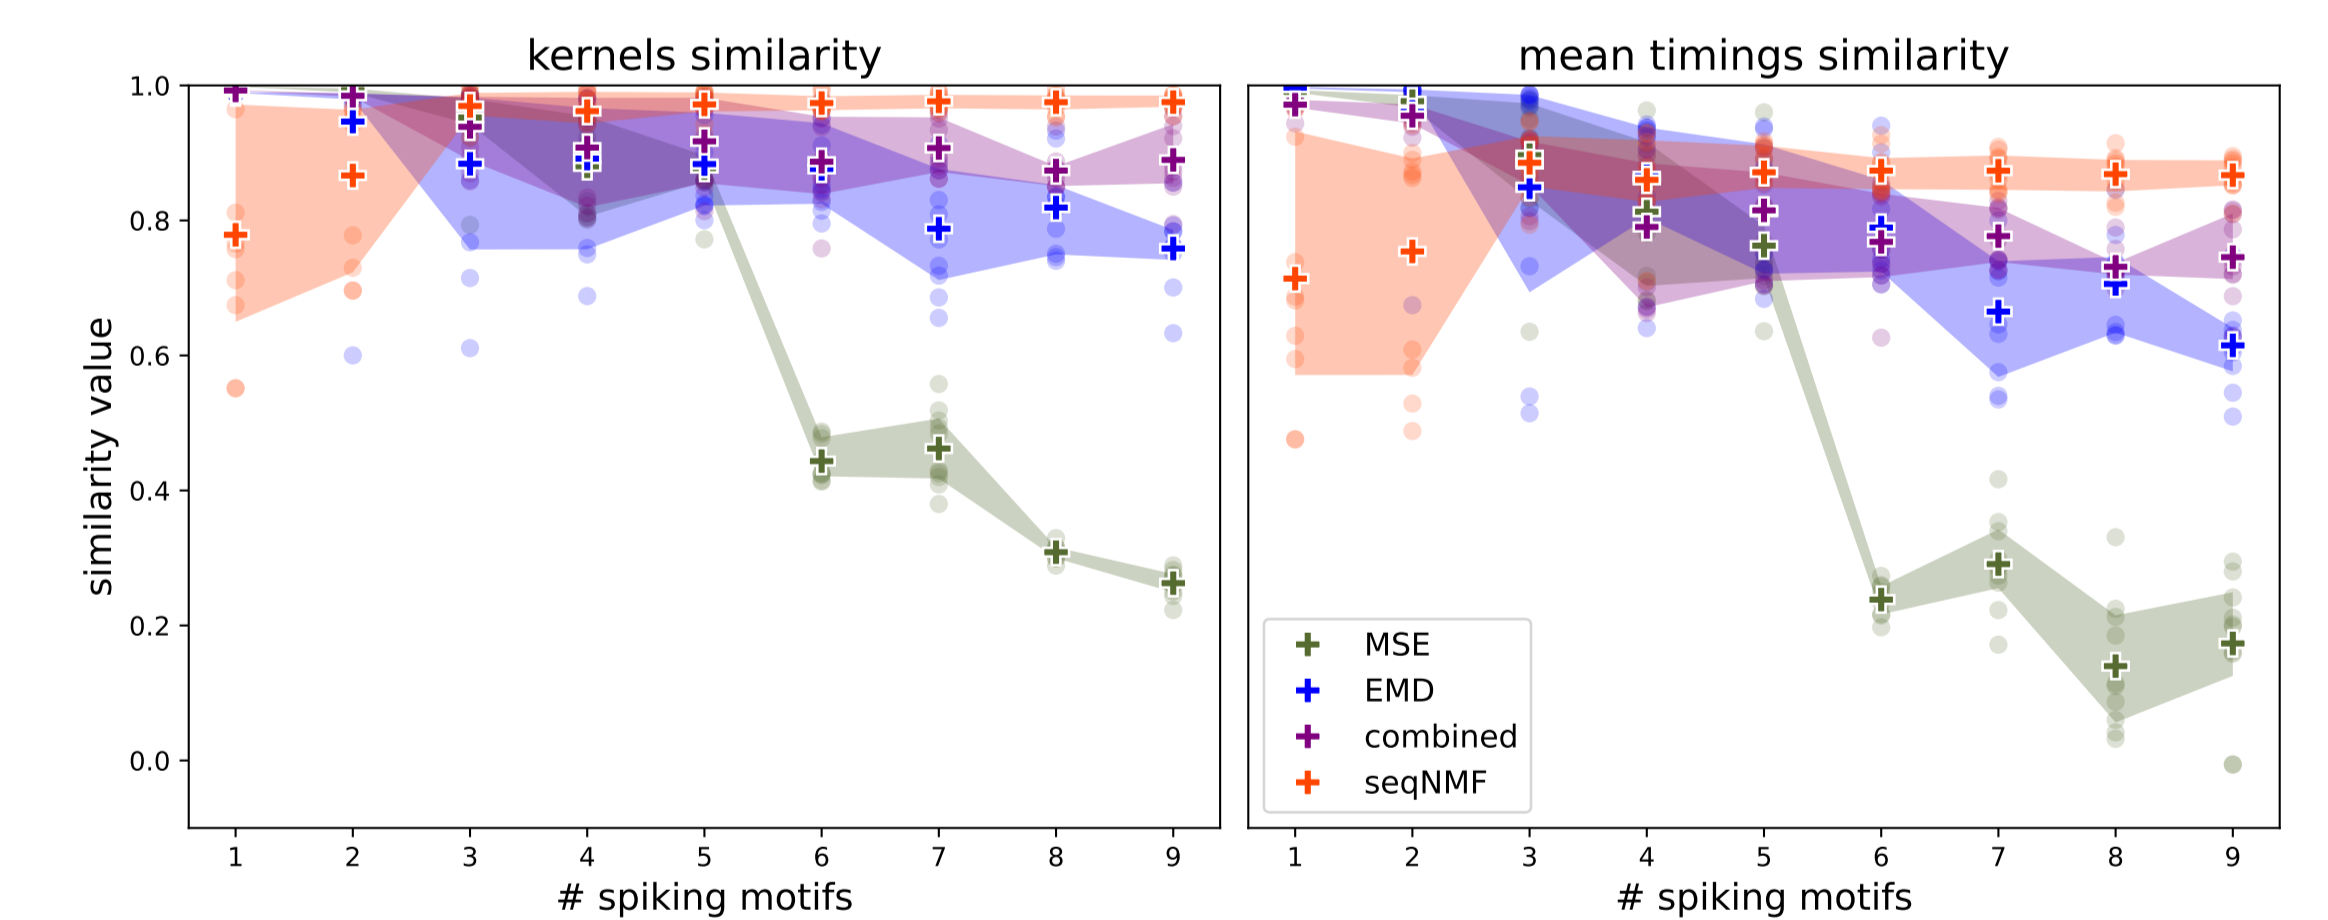 kernels similarity
mean timings similarity
similarity value
1.0
0.8
0.6
0.4
0.2
0.0
1 2 3 4 5 6 7 8 9
# spiking motifs
MSE
EMD
combined
seqNMF
1 2 3 4 5 6 7 8 9
# spiking motifs